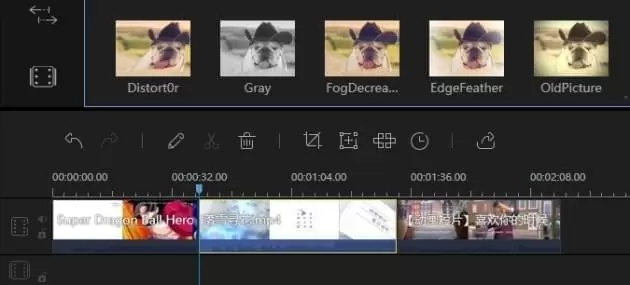 Distort0r
Gray
FogDecrea...
EdgeFeather
OldPicture
00:00:00.00
00:00:32.00
00:01:04.00
00:01:36.00
00:02:08.00
Super Dragon Ball Hero
.mp4
【动画短片】喜欢你的时候